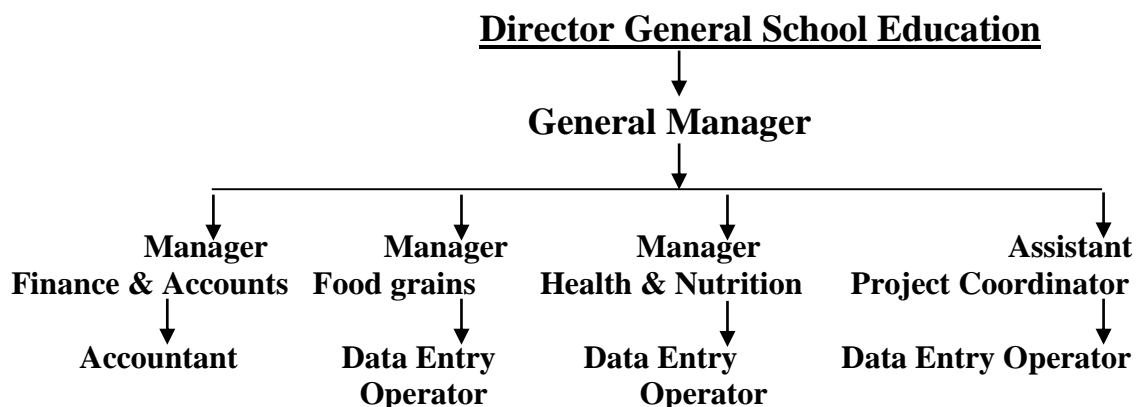 Director General School Education
General Manager
Manager Manager Manager Assistant
Finance & Accounts Food grains Health & Nutrition Project Coordinator
Accountant Data Entry Data Entry Data Entry Operator
Operator Operator